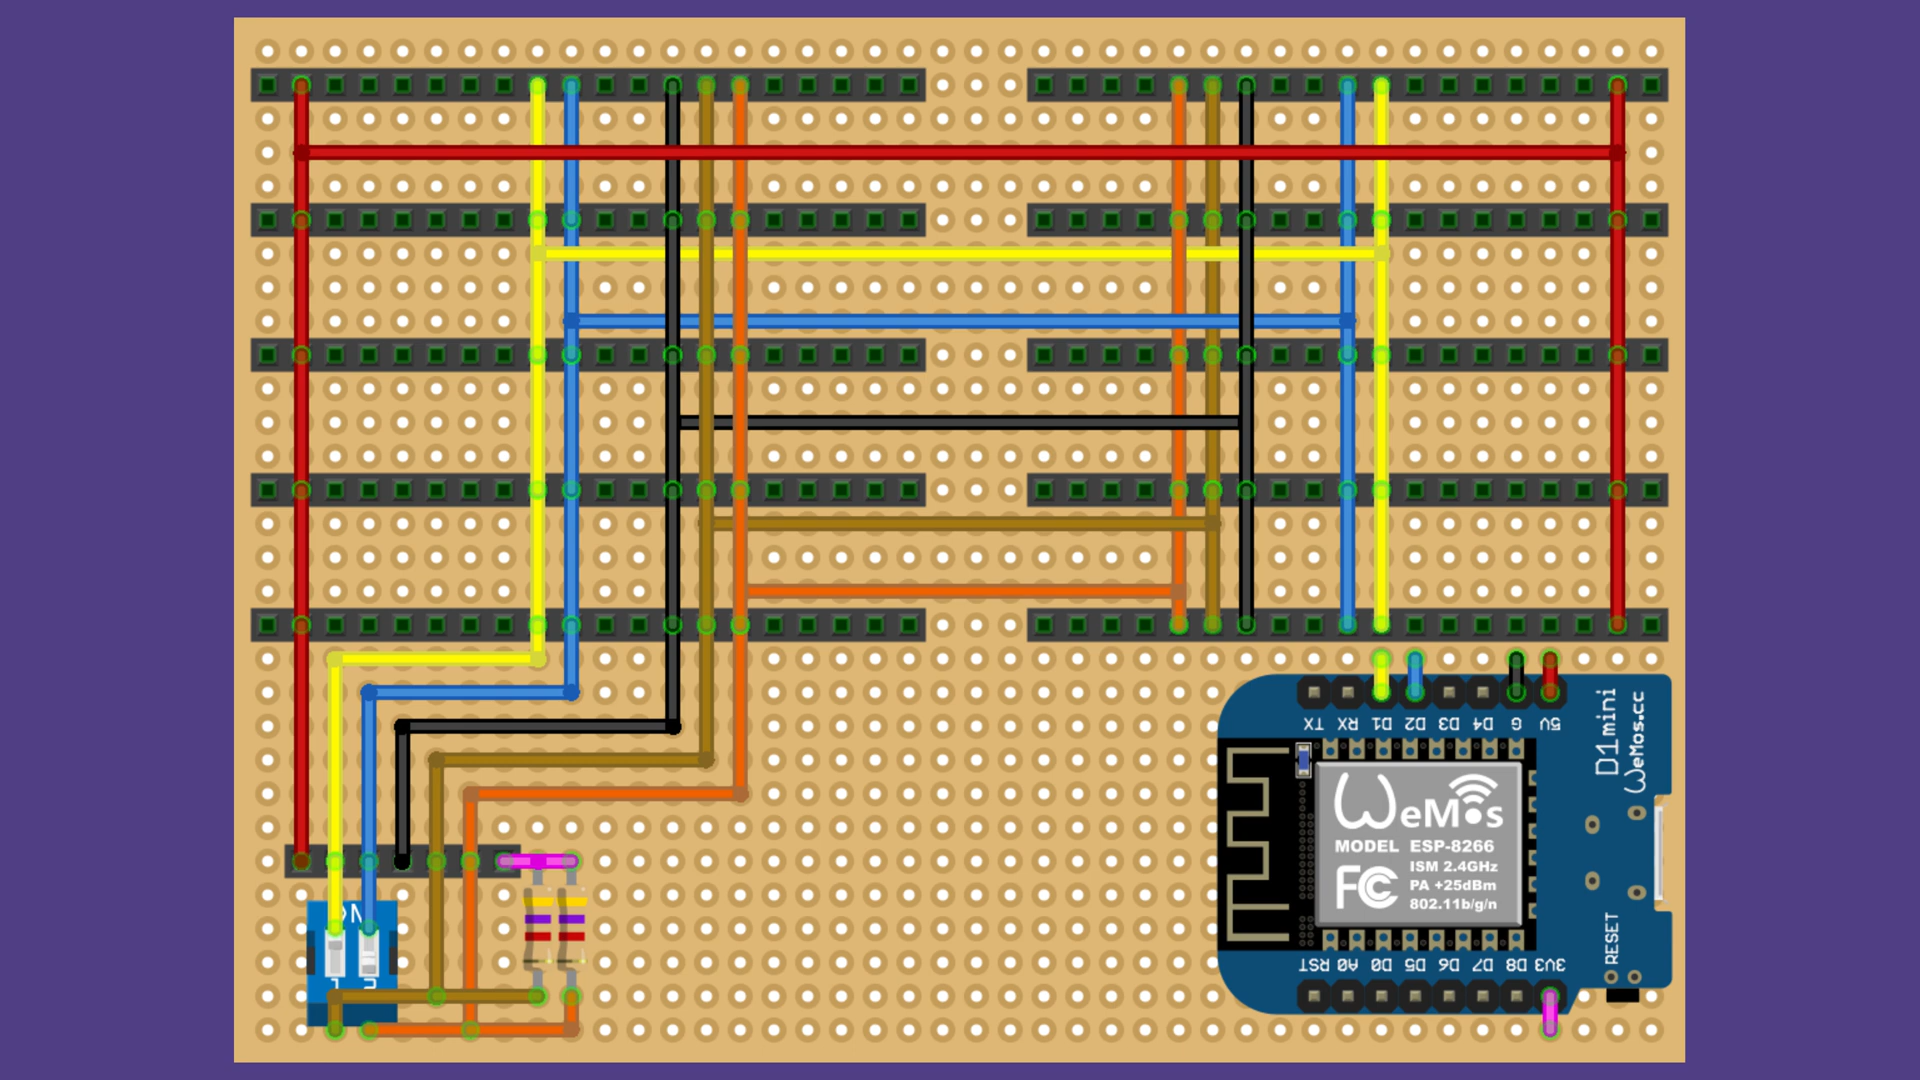 TX RX D1 D2 D3 D4 G 5V
D1 mini
WeMos.cc
WeMos
MODEL ESP-8266
FC
ISM 2.4GHz
PA +25dBm
802.11b/g/n
RESET
RST A0 D0 D5 D6 D7 D8 3V3